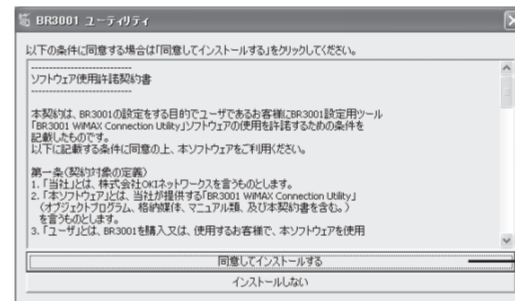 BR3001 ユーティリティ
以下の条件に同意する場合は「同意してインストールする」をクリックしてください。
----------------------------
ソフトウェア使用許諾契約書
----------------------------
本契約は、BR3001の設定をする目的でユーザであるお客様にBR3001設定用ツール
「BR3001 WiMAX Connection Utility」ソフトウェアの使用を許諾するための条件を
記載したものです。
以下に記載する条件に同意の上、本ソフトウェアをご利用ください。
第一条(契約対象の定義)
1. 「当社」とは、株式会社OKIネットワークスを言うものとします。
2. 「本ソフトウェア」とは、当社が提供する「BR3001 WiMAX Connection Utility」
(オブジェクトプログラム、格納媒体、マニュアル類、及び本契約書を含む。)
を言うものとします。
3. 「ユーザ」とは、BR3001を購入又は、使用するお客様で、本ソフトウェアを使用
同意してインストールする
インストールしない